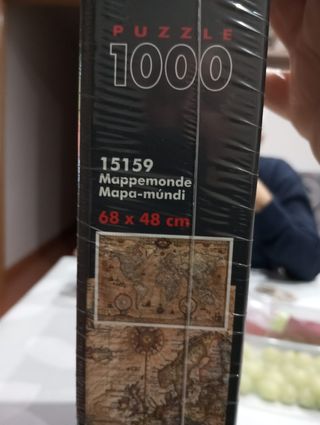 PUZZLE
1000
15159
Mappemonde
Mapa-múndi
68 x 48 cm